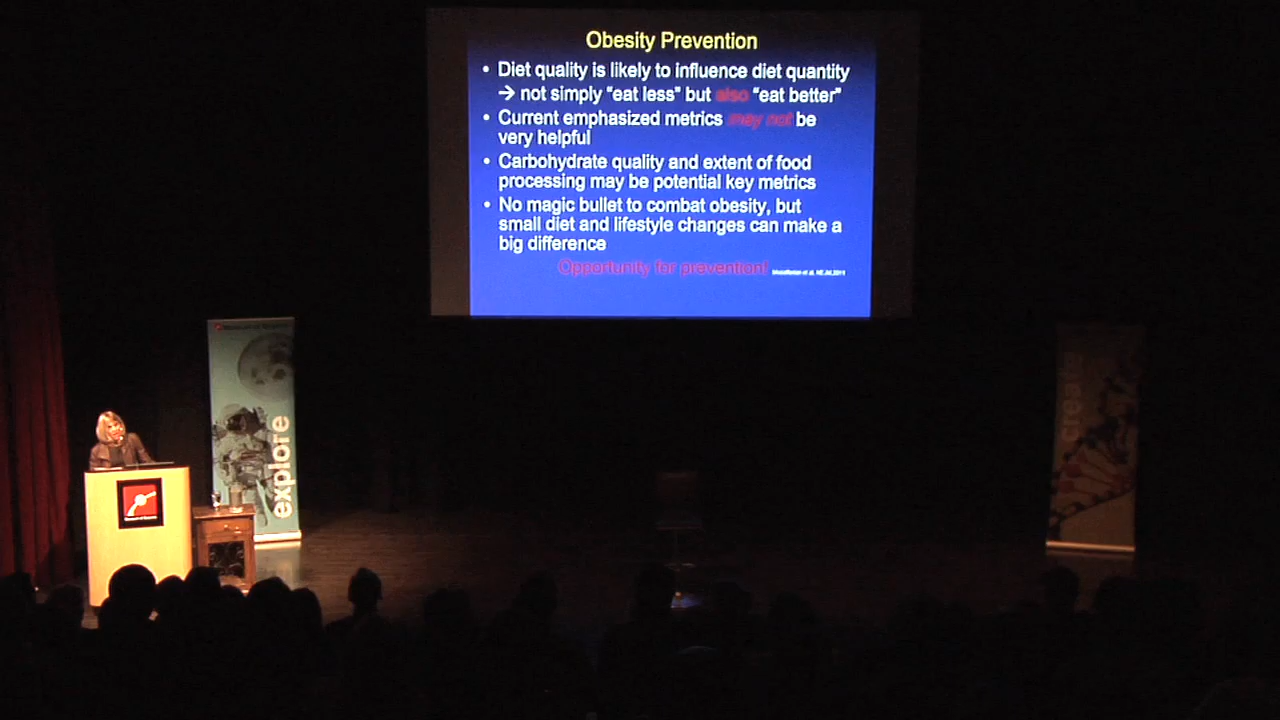 Obesity Prevention
• Diet quality is likely to influence diet quantity
→ not simply “eat less” but also “eat better”
• Current emphasized metrics may not be
very helpful
• Carbohydrate quality and extent of food
processing may be potential key metrics
• No magic bullet to combat obesity, but
small diet and lifestyle changes can make a
big difference
Opportunity for prevention!
explore